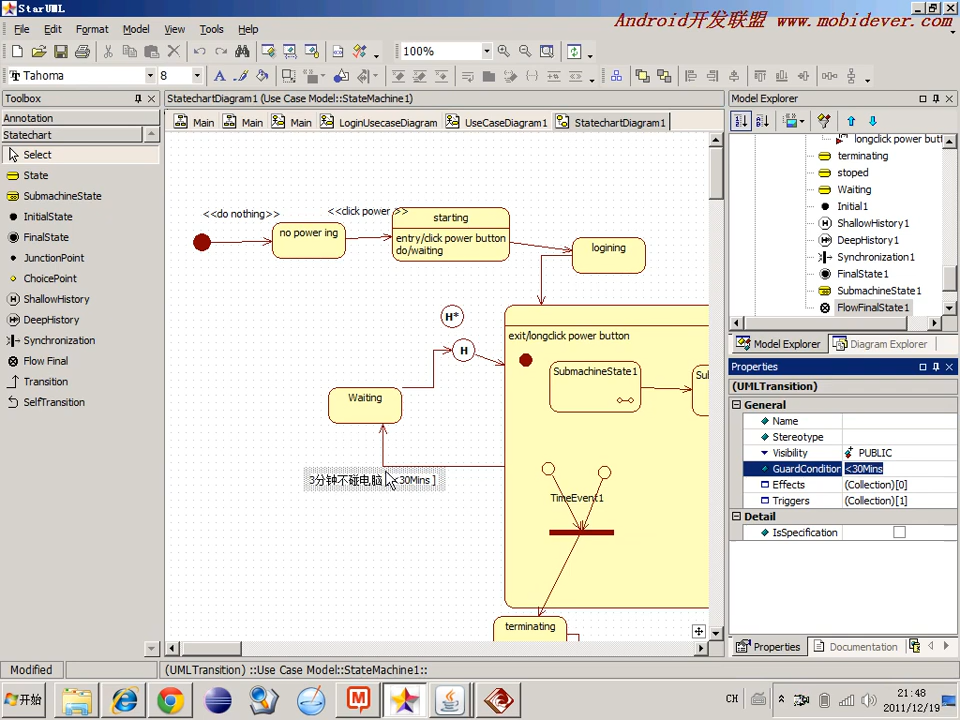 StarUML
Android开发联盟 www.mobidever.com
File Edit Format Model View Tools Help
100%
Tahoma 8
Toolbox
StatechartDiagram1 (Use Case Model::StateMachine1)
Model Explorer
Annotation
Statechart
Main Main Main LoginUsecaseDiagram UseCaseDiagram1 StatechartDiagram1
Select
State
SubmachineState
InitialState
FinalState
JunctionPoint
ChoicePoint
ShallowHistory
DeepHistory
Synchronization
Flow Final
Transition
SelfTransition
<<do nothing>>
<<click power >>
no power ing
starting
entry/click power button
do/waiting
logining
H*
H
exit/longclick power button
SubmachineState1
Su
Waiting
3分钟不碰电脑 <30Mins ]
TimeEvent1
terminating
longclick power butt
terminating
stoped
Waiting
Initial1
ShallowHistory1
DeepHistory1
Synchronization1
FinalState1
SubmachineState1
FlowFinalState1
Model Explorer Diagram Explorer
Properties
(UMLTransition)
General
Name
Stereotype
Visibility PUBLIC
GuardCondition <30Mins
Effects (Collection)[0]
Triggers (Collection)[1]
Detail
IsSpecification
Properties Documentation
Modified (UMLTransition) ::Use Case Model::StateMachine1::
开始
CH
21:48
2011/12/19